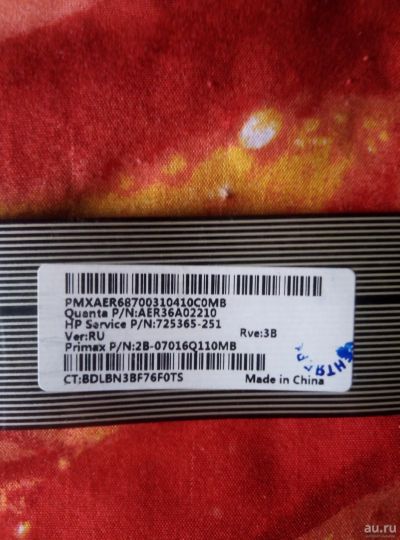 PMXAER68700310410C0MB
Quanta P/N:AER36A02210
HP Service P/N:725365-251
Ver:RU Rve:3B
Primax P/N:2B-07016Q110MB
CT:BDLBN3BF76F0TS Made in China
au.ru